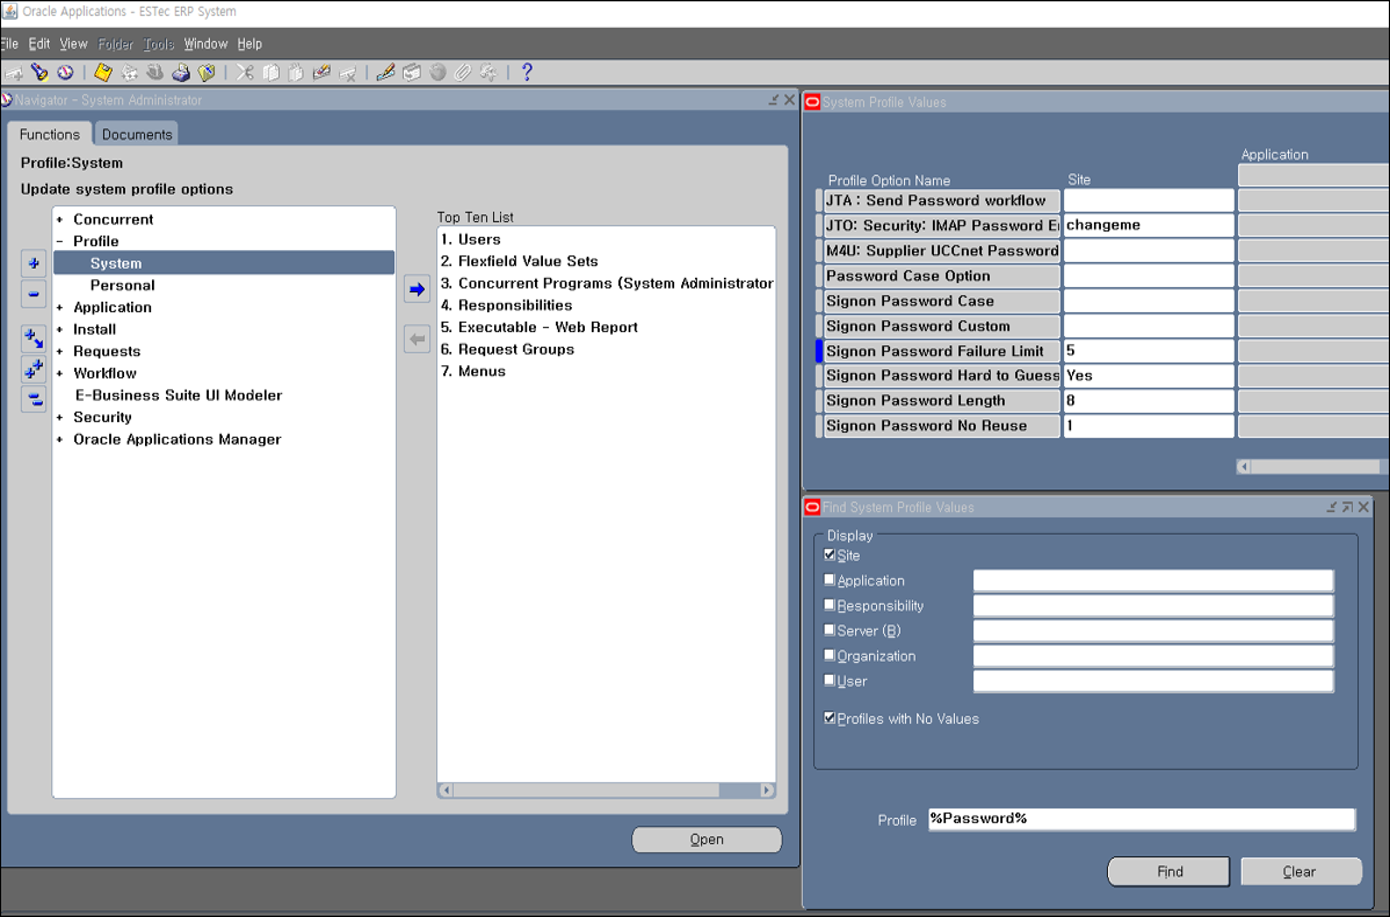 Oracle Applications - ESTec ERP System
File Edit View Folder Tools Window Help
Navigator - System Administrator
Functions Documents
Profile:System
Update system profile options
+ Concurrent
- Profile
System
Personal
+ Application
+ Install
+ Requests
+ Workflow
E-Business Suite UI Modeler
+ Security
+ Oracle Applications Manager
Top Ten List
1. Users
2. Flexfield Value Sets
3. Concurrent Programs (System Administrator
4. Responsibilities
5. Executable - Web Report
6. Request Groups
7. Menus
Open
System Profile Values
Application
Profile Option Name Site
JTA : Send Password workflow
JTO: Security: IMAP Password E changeme
M4U: Supplier UCCnet Password
Password Case Option
Signon Password Case
Signon Password Custom
Signon Password Failure Limit 5
Signon Password Hard to Guess Yes
Signon Password Length 8
Signon Password No Reuse 1
Find System Profile Values
Display
Site
Application
Responsibility
Server (B)
Organization
User
Profiles with No Values
Profile %Password%
Find Clear